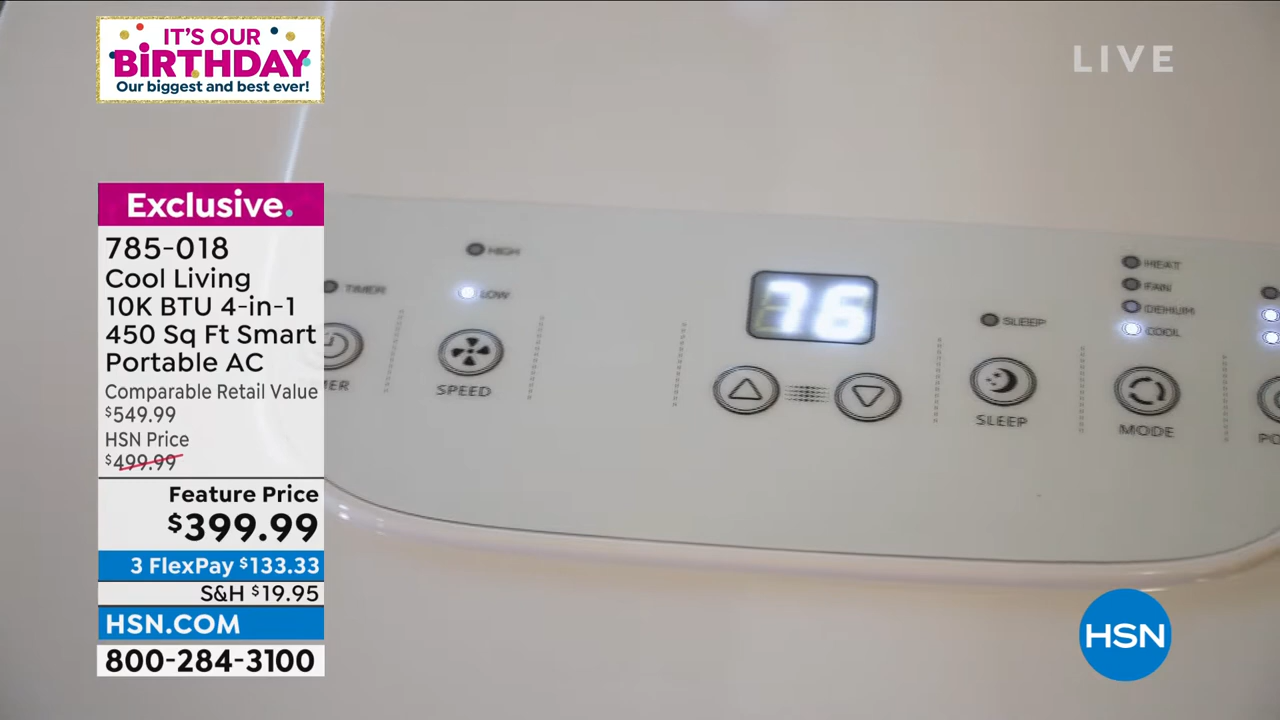 IT'S OUR
BiRTHDAY
Our biggest and best ever!
LIVE
Exclusive.
785-018
Cool Living
10K BTU 4-in-1
450 Sq Ft Smart
Portable AC
Comparable Retail Value
$549.99
HSN Price
$499.99
Feature Price
$399.99
3 FlexPay $133.33
S&H $19.95
HSN.COM
800-284-3100
TIMER
HIGH
LOW
SPEED
76
SLEEP
SLEEP
HEAT
FAN
DEHUM
COOL
MODE
HSN